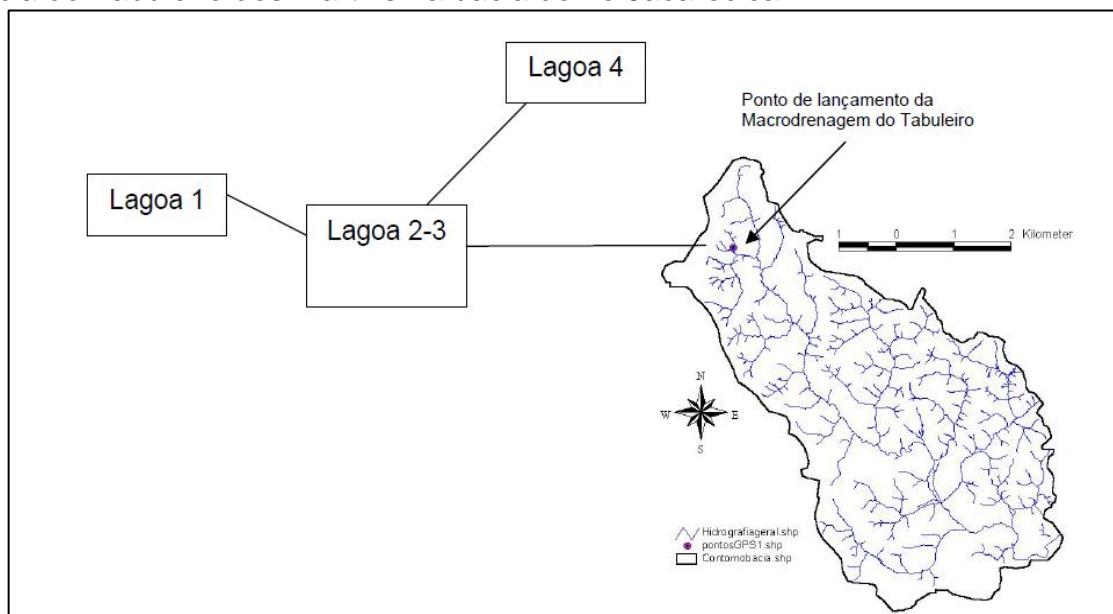 Lagoa 4
Ponto de lançamento da
Macrodrenagem do Tabuleiro
Lagoa 1
Lagoa 2-3
1 0 1 2 Kilometer
N
W E
S
Hidrografiageral.shp
pontosGPS1.shp
Contornobacia.shp